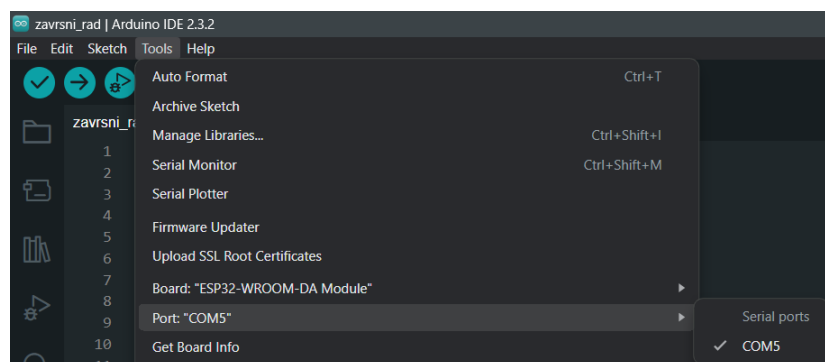 zavrsni_rad | Arduino IDE 2.3.2
File Edit Sketch Tools Help
zavrsni_ra
1
2
3
4
5
6
7
8
9
10
Auto Format Ctrl+T
Archive Sketch
Manage Libraries... Ctrl+Shift+I
Serial Monitor Ctrl+Shift+M
Serial Plotter
Firmware Updater
Upload SSL Root Certificates
Board: "ESP32-WROOM-DA Module"
Port: "COM5"
Get Board Info
Serial ports
COM5